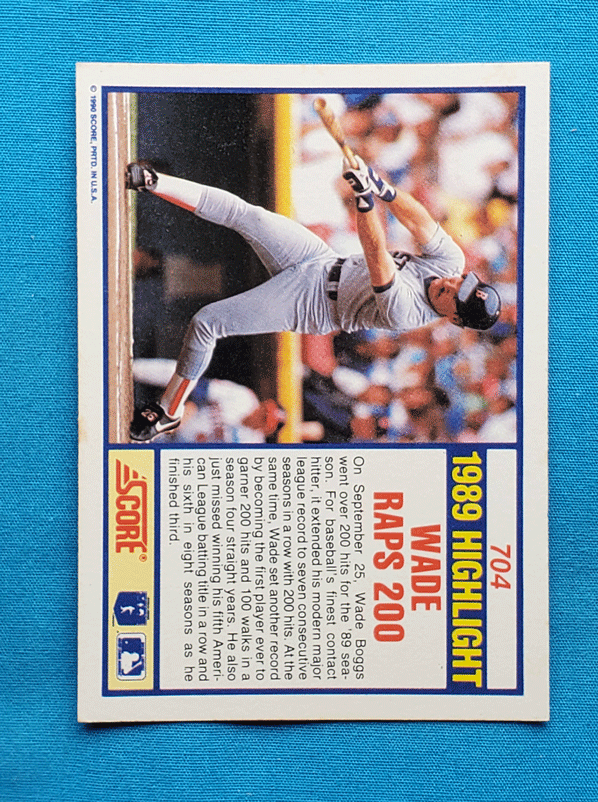 704
1989 HIGHLIGHT
WADE
RAPS 200
On September 25, Wade Boggs
went over 200 hits for the '89 sea-
son. For baseball's finest contact
hitter, it extended his modern major
league record to seven consecutive
seasons in a row with 200 hits. At the
same time, Wade set another record
by becoming the first player ever to
garner 200 hits and 100 walks in a
season four straight years. He also
just missed winning his fifth Ameri-
can League batting title in a row and
his sixth in eight seasons as he
finished third.
SCORE®
© 1990 SCORE, PRTD. IN U.S.A.
B